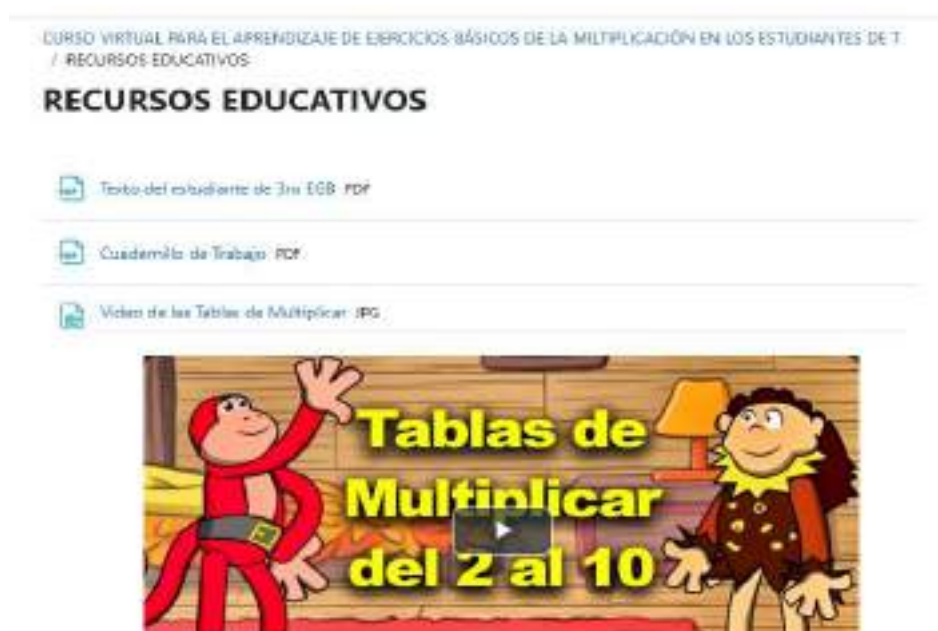 CURSO VIRTUAL PARA EL APRENDIZAJE DE EJERCICIOS BÁSICOS DE LA MILTIPLICACIÓN EN LOS ESTUDIANTES DE T
/ RECURSOS EDUCATIVOS
RECURSOS EDUCATIVOS
Texto del estudiante de 3ro EGB PDF
Cuadernillo de Trabajo PDF
Video de las Tablas de Multiplicar JPG
Tablas de
Multiplicar
del 2 al 10